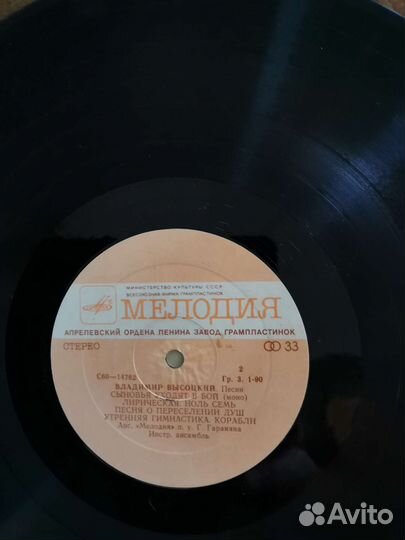 МИНИСТЕРСТВО КУЛЬТУРЫ СССР
ВСЕСОЮЗНАЯ ФИРМА ГРАМПЛАСТИНОК
МЕЛОДИЯ
АПРЕЛЕВСКИЙ ОРДЕНА ЛЕНИНА ЗАВОД ГРАМПЛАСТИНОК
СТЕРЕО 33
2
С60—14762 Гр. 3. 1-90
ВЛАДИМИР ВЫСОЦКИЙ. Песни
СЫНОВЬЯ УХОДЯТ В БОЙ (моно)
ЛИРИЧЕСКАЯ. НОЛЬ СЕМЬ
ПЕСНЯ О ПЕРЕСЕЛЕНИИ ДУШ
УТРЕННЯЯ ГИМНАСТИКА. КОРАБЛИ
Анс. «Мелодия» п. у. Г. Гараняна
Инстр. ансамбль
Avito